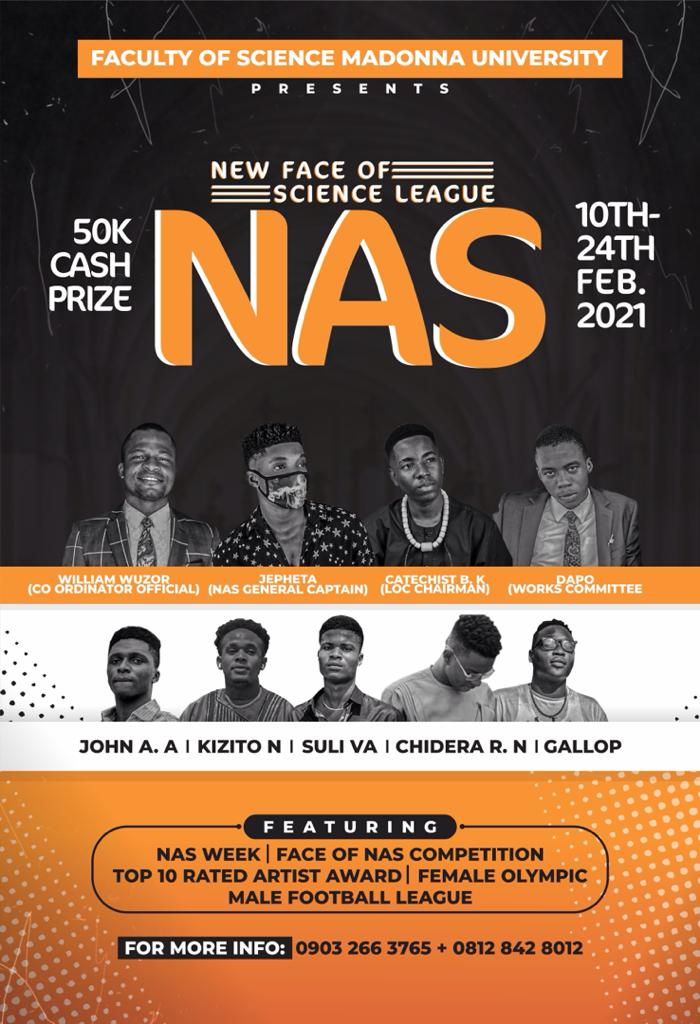 FACULTY OF SCIENCE MADONNA UNIVERSITY
PRESENTS
NEW FACE OF
SCIENCE LEAGUE
NAS
50K
CASH
PRIZE
10TH-
24TH
FEB.
2021
WILLIAM WUZOR
(CO ORDINATOR OFFICIAL)
JEPHETA
(NAS GENERAL CAPTAIN)
CATECHIST B. K
(LOC CHAIRMAN)
DAPO
(WORKS COMMITTEE
JOHN A. A | KIZITO N | SULI VA | CHIDERA R. N | GALLOP
FEATURING
NAS WEEK | FACE OF NAS COMPETITION
TOP 10 RATED ARTIST AWARD | FEMALE OLYMPIC
MALE FOOTBALL LEAGUE
FOR MORE INFO: 0903 266 3765 + 0812 842 8012